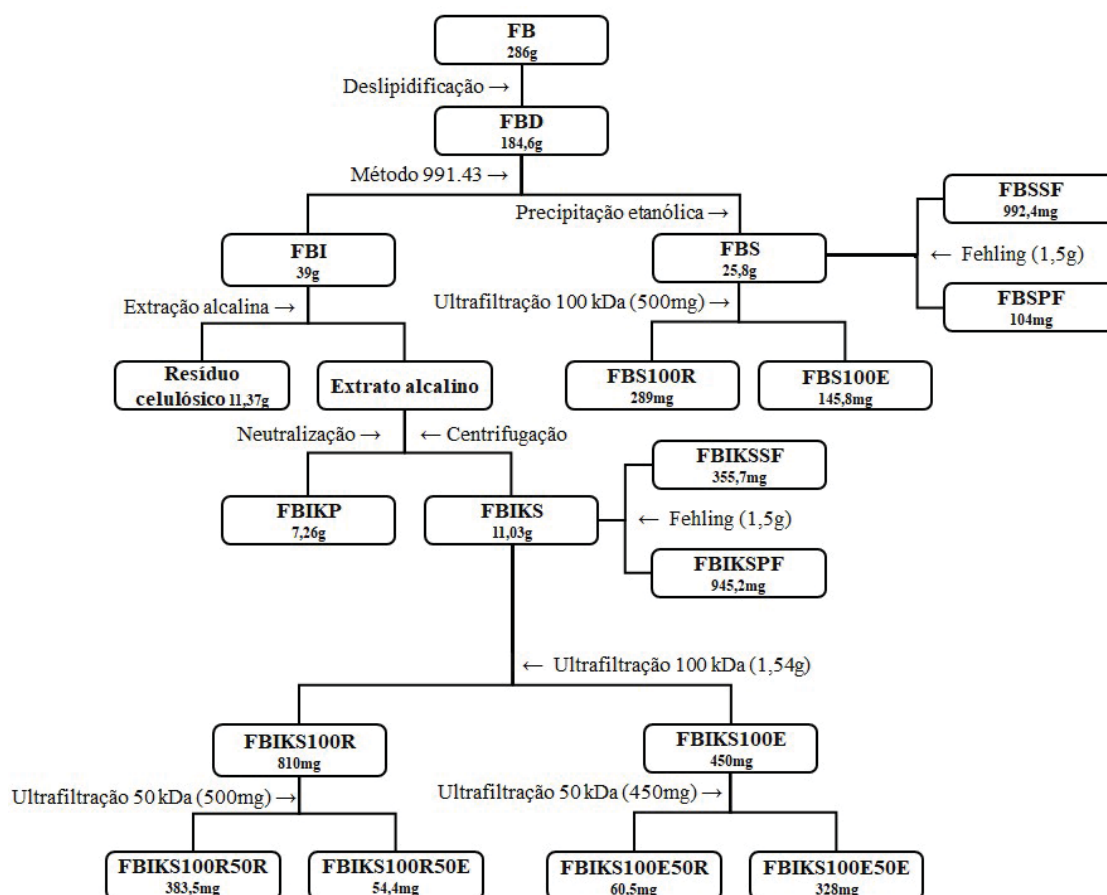 FB
286g
Deslipidificação →
FBD
184,6g
Método 991.43 →
Precipitação etanólica →
FBSSF
992,4mg
FBI
39g
FBS
25,8g
← Fehling (1,5g)
FBSPF
104mg
Extração alcalina →
Ultrafiltração 100 kDa (500mg) →
Resíduo
celulósico 11,37g
Extrato alcalino
FBS100R
289mg
FBS100E
145,8mg
Neutralização →
← Centrifugação
FBIKSSF
355,7mg
FBIKP
7,26g
FBIKS
11,03g
← Fehling (1,5g)
FBIKSPF
945,2mg
← Ultrafiltração 100 kDa (1,54g)
FBIKS100R
810mg
FBIKS100E
450mg
Ultrafiltração 50 kDa (500mg) →
Ultrafiltração 50 kDa (450mg) →
FBIKS100R50R
383,5mg
FBIKS100R50E
54,4mg
FBIKS100E50R
60,5mg
FBIKS100E50E
328mg